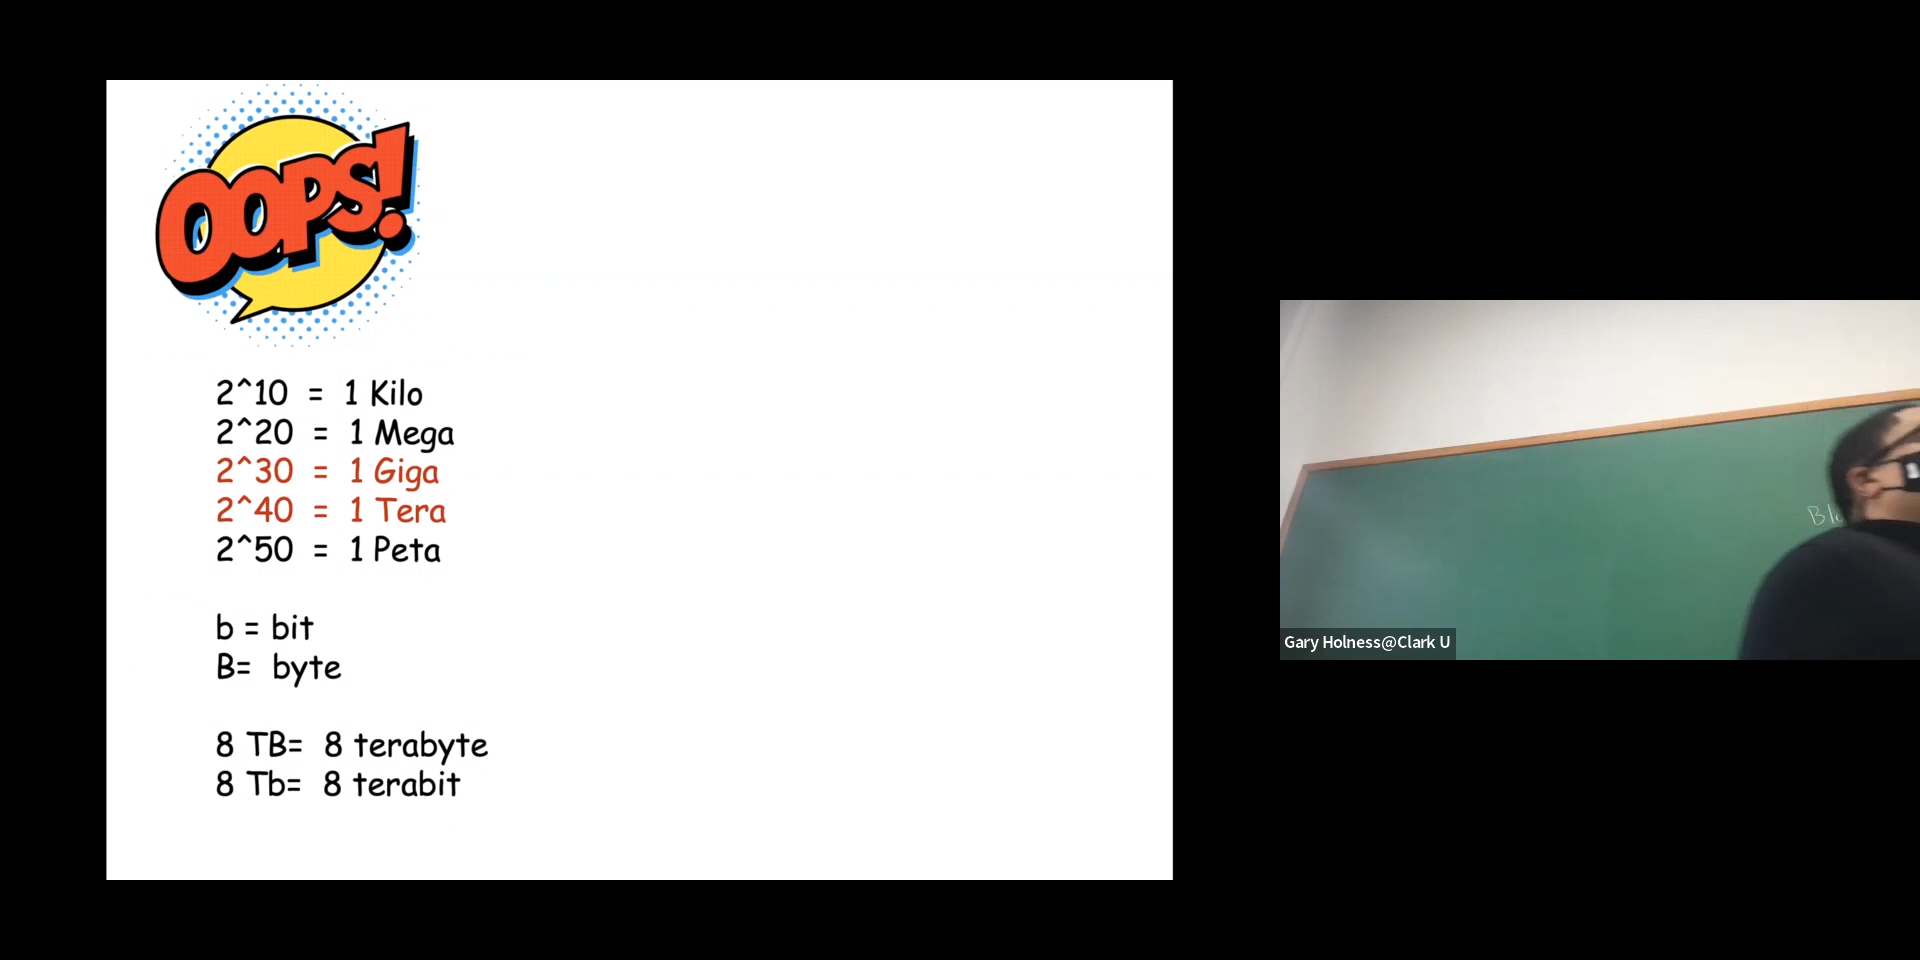 OOPS!
2^10 = 1 Kilo
2^20 = 1 Mega
2^30 = 1 Giga
2^40 = 1 Tera
2^50 = 1 Peta
b = bit
B= byte
8 TB= 8 terabyte
8 Tb= 8 terabit
Gary Holness@Clark U